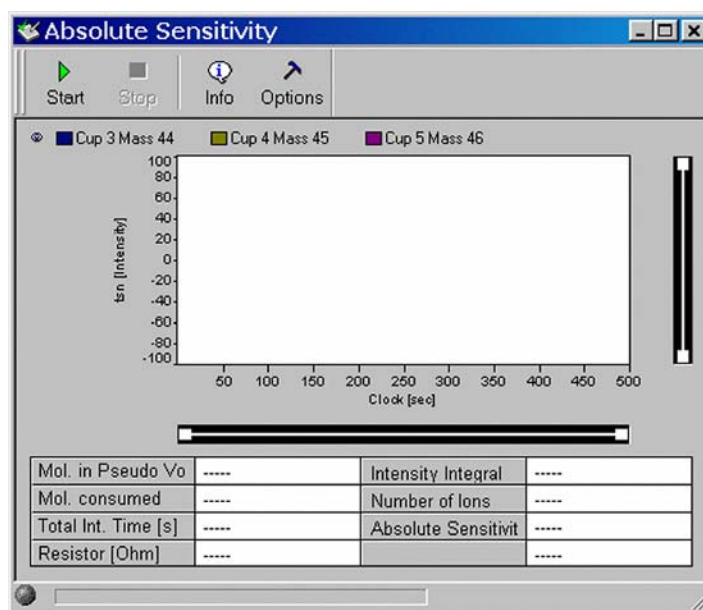 Absolute Sensitivity
Start Stop Info Options
Cup 3 Mass 44 Cup 4 Mass 45 Cup 5 Mass 46
100
80
60
40
20
0
-20
-40
-60
-80
-100
tsn [Intensity]
50 100 150 200 250 300 350 400 450 500
Clock [sec]
Mol. in Pseudo Vo ----- Intensity Integral -----
Mol. consumed ----- Number of Ions -----
Total Int. Time [s] ----- Absolute Sensitivit -----
Resistor [Ohm] ----- -----